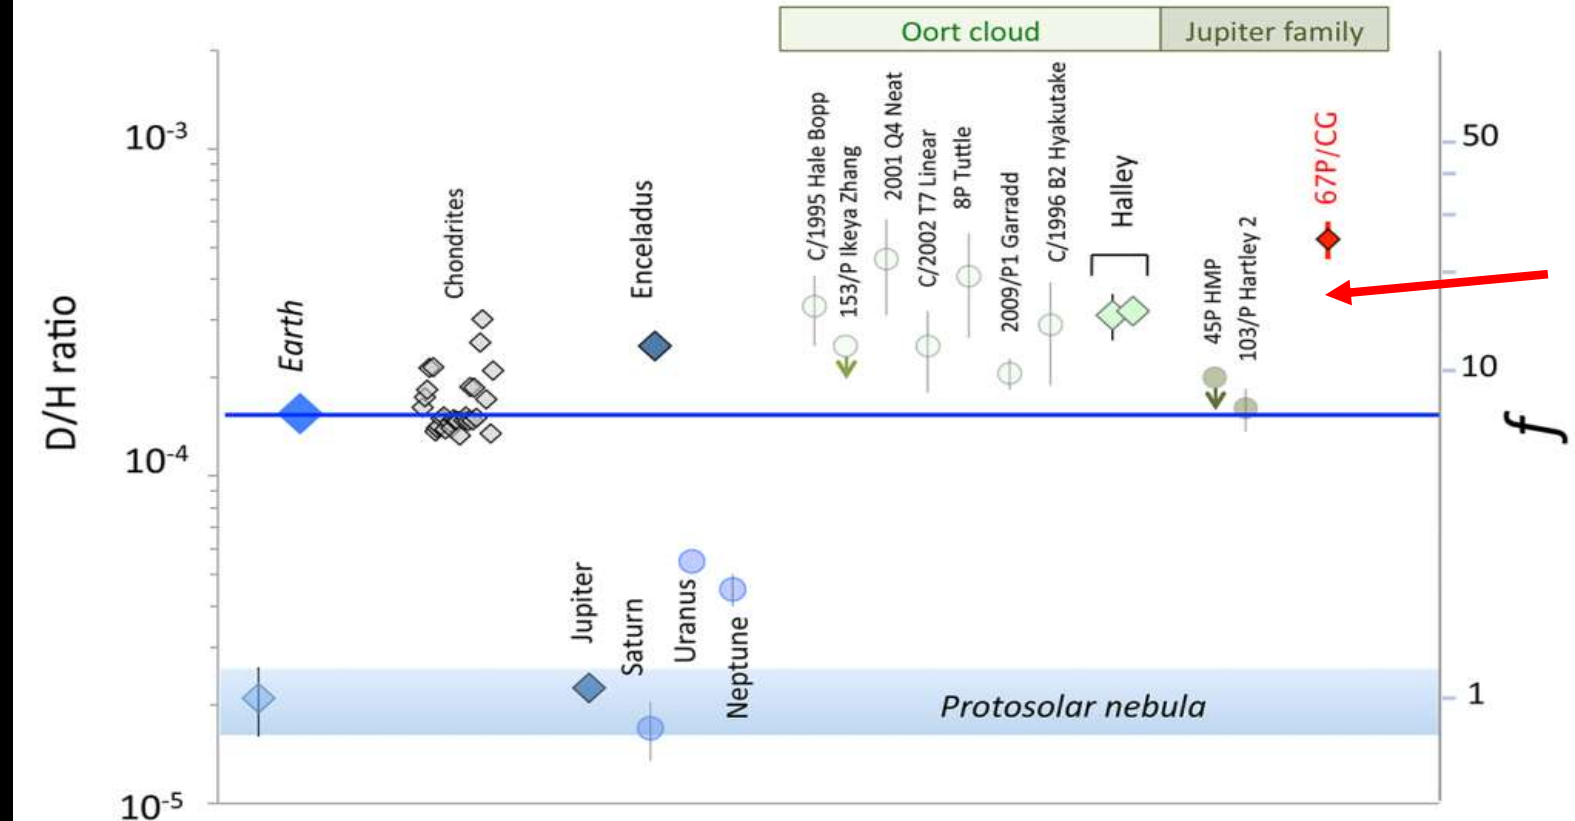 Oort cloud
Jupiter family
D/H ratio
10-3
10-4
10-5
Earth
Chondrites
Enceladus
Jupiter
Saturn
Uranus
Neptune
C/1995 Hale Bopp
153/P Ikeya Zhang
2001 Q4 Neat
C/2002 T7 Linear
8P Tuttle
2009/P1 Garradd
C/1996 B2 Hyakutake
Halley
45P HMP
103/P Hartley 2
67P/CG
50
10
1
f
Protosolar nebula